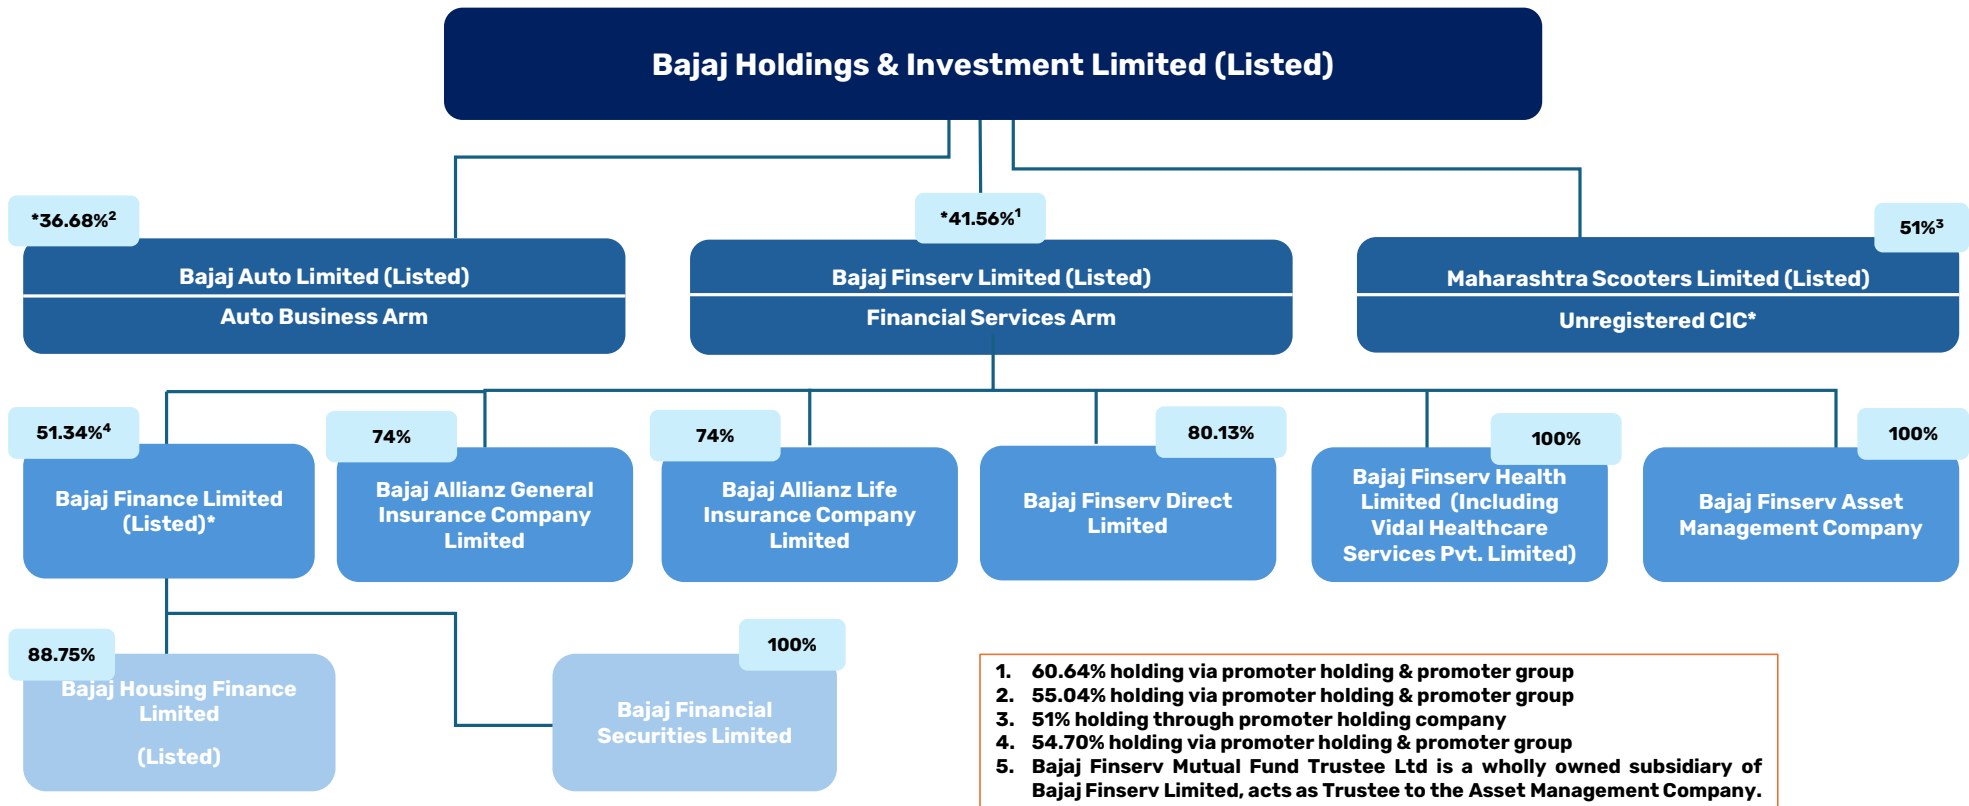 Bajaj Holdings & Investment Limited (Listed)
*36.68%²
Bajaj Auto Limited (Listed)
Auto Business Arm
*41.56%¹
Bajaj Finserv Limited (Listed)
Financial Services Arm
51%³
Maharashtra Scooters Limited (Listed)
Unregistered CIC*
51.34%⁴
Bajaj Finance Limited
(Listed)*
74%
Bajaj Allianz General
Insurance Company
Limited
74%
Bajaj Allianz Life
Insurance Company
Limited
80.13%
Bajaj Finserv Direct
Limited
100%
Bajaj Finserv Health
Limited (Including
Vidal Healthcare
Services Pvt. Limited)
100%
Bajaj Finserv Asset
Management Company
88.75%
Bajaj Housing Finance
Limited
(Listed)
100%
Bajaj Financial
Securities Limited
1. 60.64% holding via promoter holding & promoter group
2. 55.04% holding via promoter holding & promoter group
3. 51% holding through promoter holding company
4. 54.70% holding via promoter holding & promoter group
5. Bajaj Finserv Mutual Fund Trustee Ltd is a wholly owned subsidiary of
Bajaj Finserv Limited, acts as Trustee to the Asset Management Company.